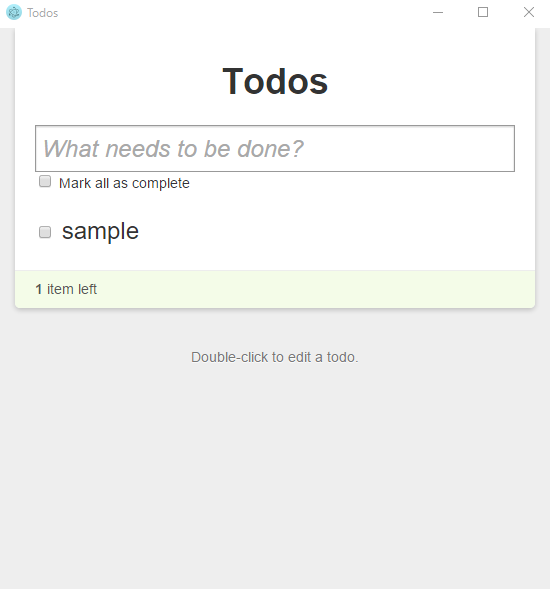 Todos
Todos
What needs to be done?
Mark all as complete
sample
1 item left
Double-click to edit a todo.